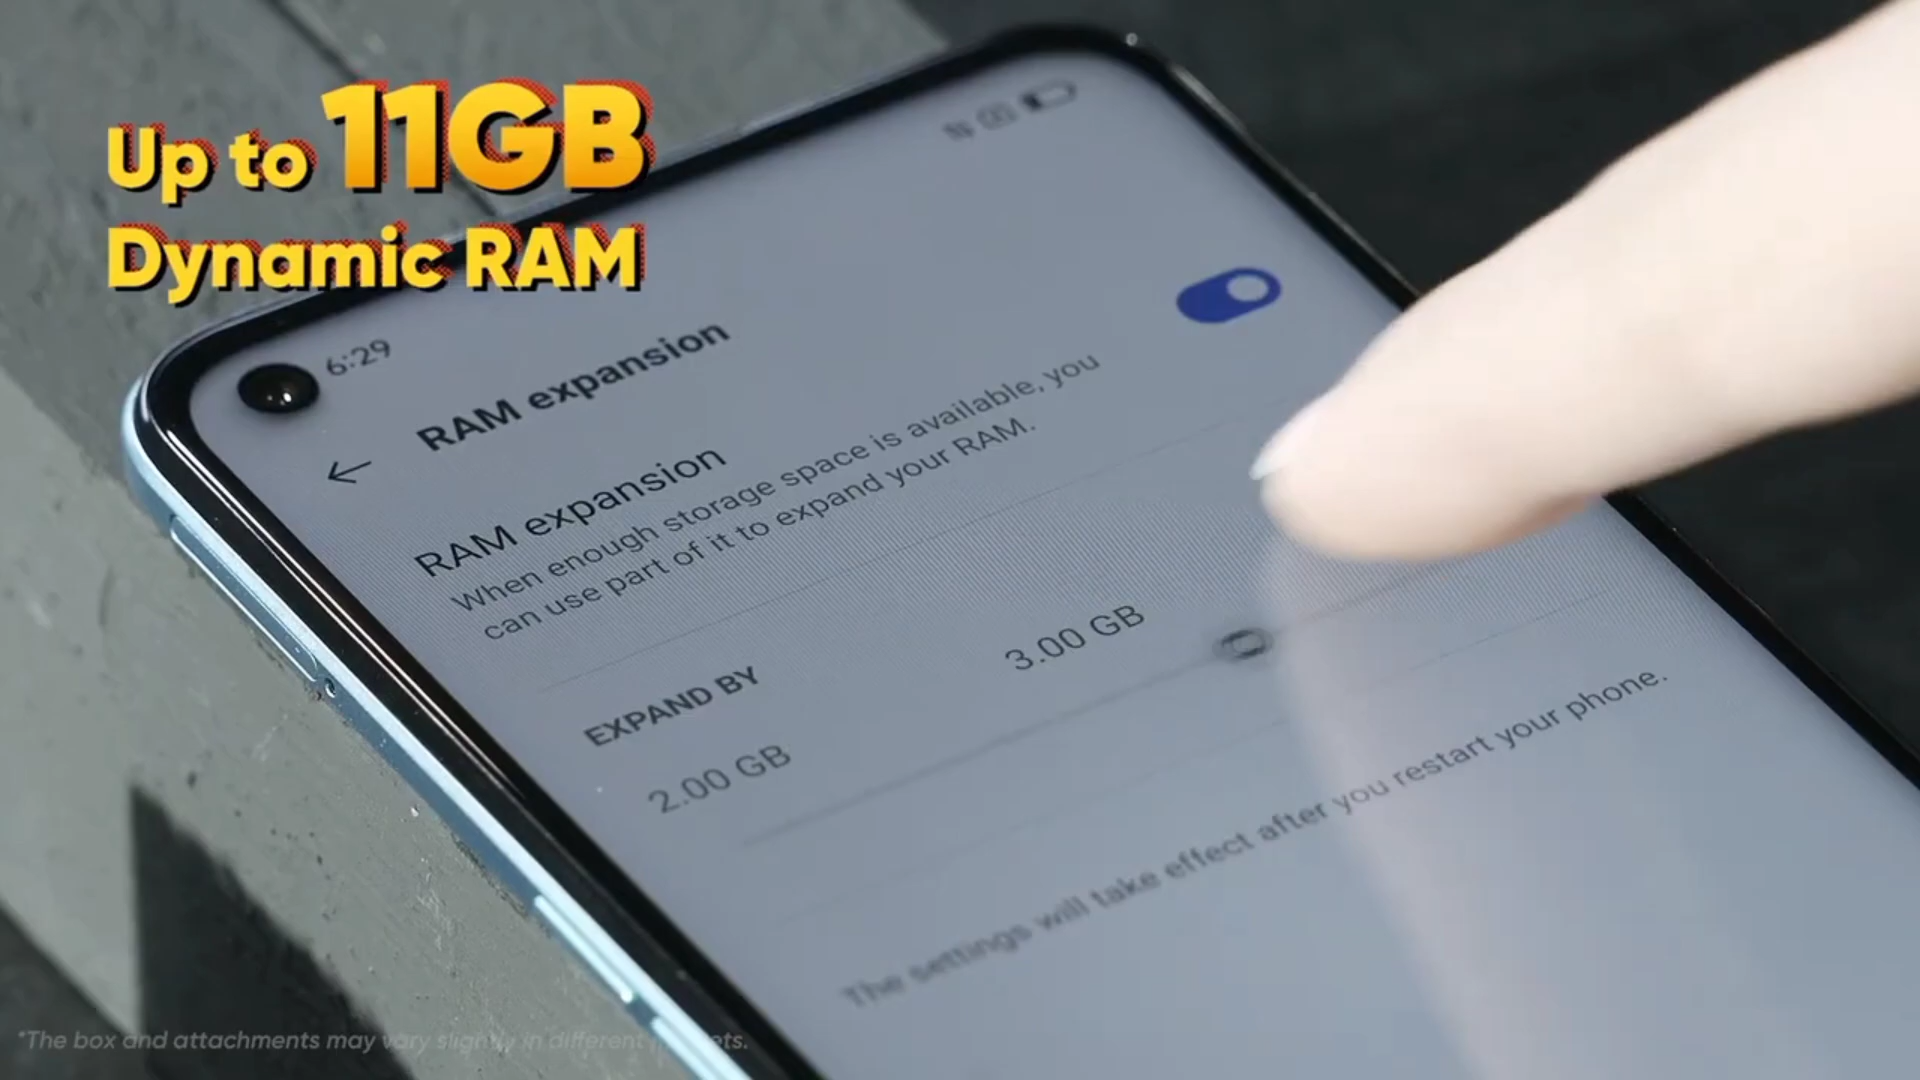 Up to 11GB
Dynamic RAM
6:29
RAM expansion
RAM expansion
When enough storage space is available, you
can use part of it to expand your RAM.
EXPAND BY
2.00 GB
3.00 GB
The settings will take effect after you restart your phone.
*The box and attachments may vary slightly in different